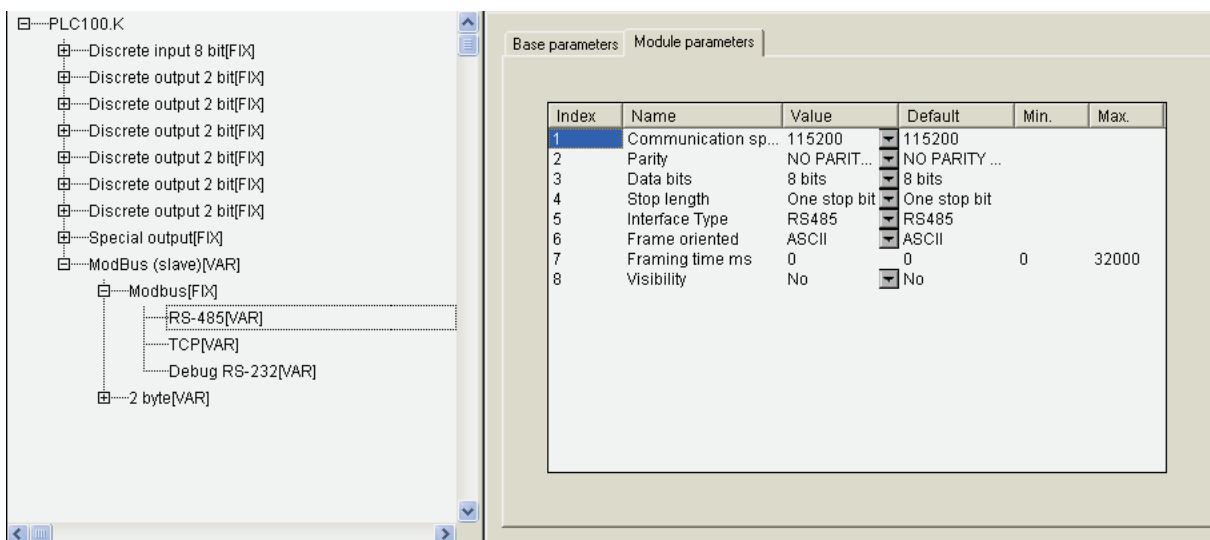 PLC100.K
Discrete input 8 bit[FIX]
Discrete output 2 bit[FIX]
Discrete output 2 bit[FIX]
Discrete output 2 bit[FIX]
Discrete output 2 bit[FIX]
Discrete output 2 bit[FIX]
Discrete output 2 bit[FIX]
Special output[FIX]
ModBus (slave)[VAR]
Modbus[FIX]
RS-485[VAR]
TCP[VAR]
Debug RS-232[VAR]
2 byte[VAR]
Base parameters Module parameters
Index Name Value Default Min. Max.
1 Communication sp... 115200 115200
2 Parity NO PARIT... NO PARITY ...
3 Data bits 8 bits 8 bits
4 Stop length One stop bit One stop bit
5 Interface Type RS485 RS485
6 Frame oriented ASCII ASCII
7 Framing time ms 0 0 0 32000
8 Visibility No No